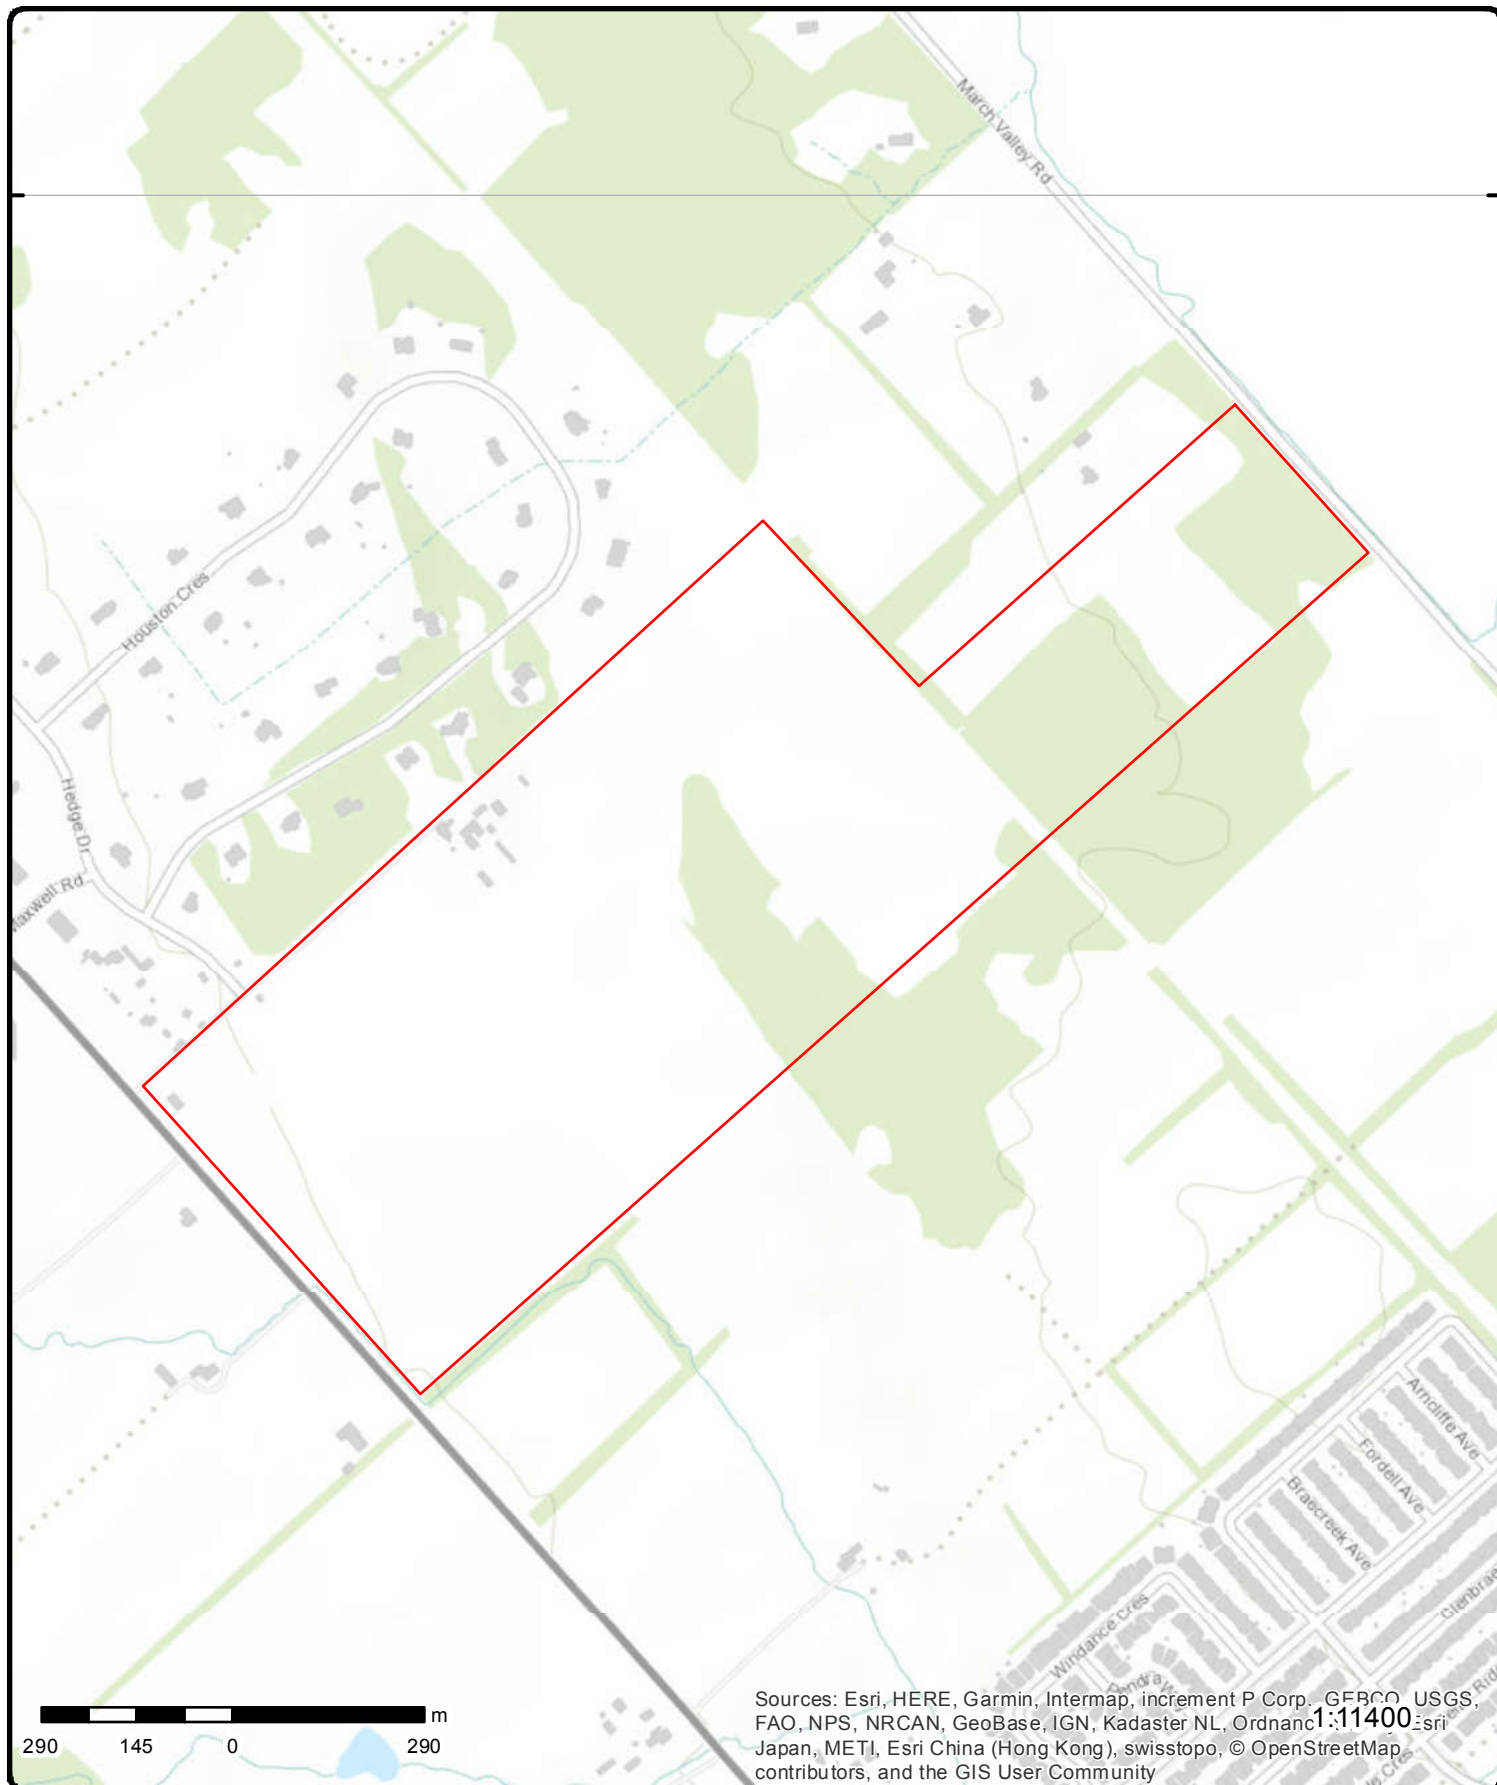 March Valley Rd
Houston Cres
Hedge Dr
Maxwell Rd
Arncliffe Ave
Fordell Ave
Braecreek Ave
Windance Cres
m
290 145 0 290
Sources: Esri, HERE, Garmin, Intermap, increment P Corp., GEBCO, USGS,
FAO, NPS, NRCAN, GeoBase, IGN, Kadaster NL, Ordnanc Esri
1:11400
Japan, METI, Esri China (Hong Kong), swisstopo, © OpenStreetMap
contributors, and the GIS User Community